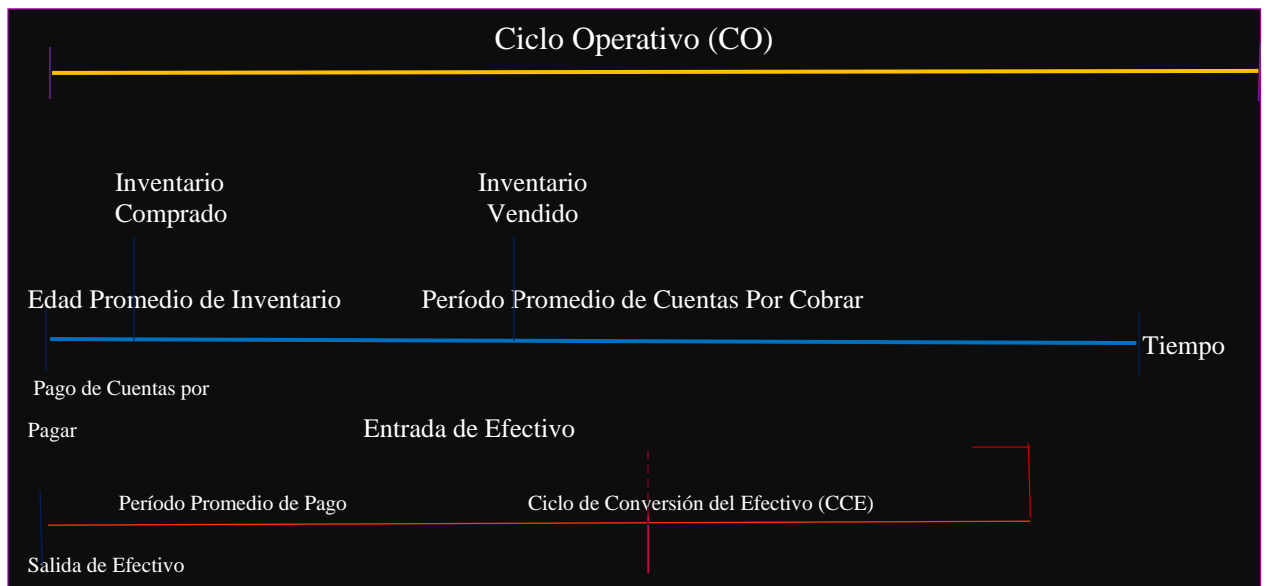 Ciclo Operativo (CO)
Inventario
Comprado
Inventario
Vendido
Edad Promedio de Inventario
Período Promedio de Cuentas Por Cobrar
Tiempo
Pago de Cuentas por
Pagar
Entrada de Efectivo
Período Promedio de Pago
Ciclo de Conversión del Efectivo (CCE)
Salida de Efectivo